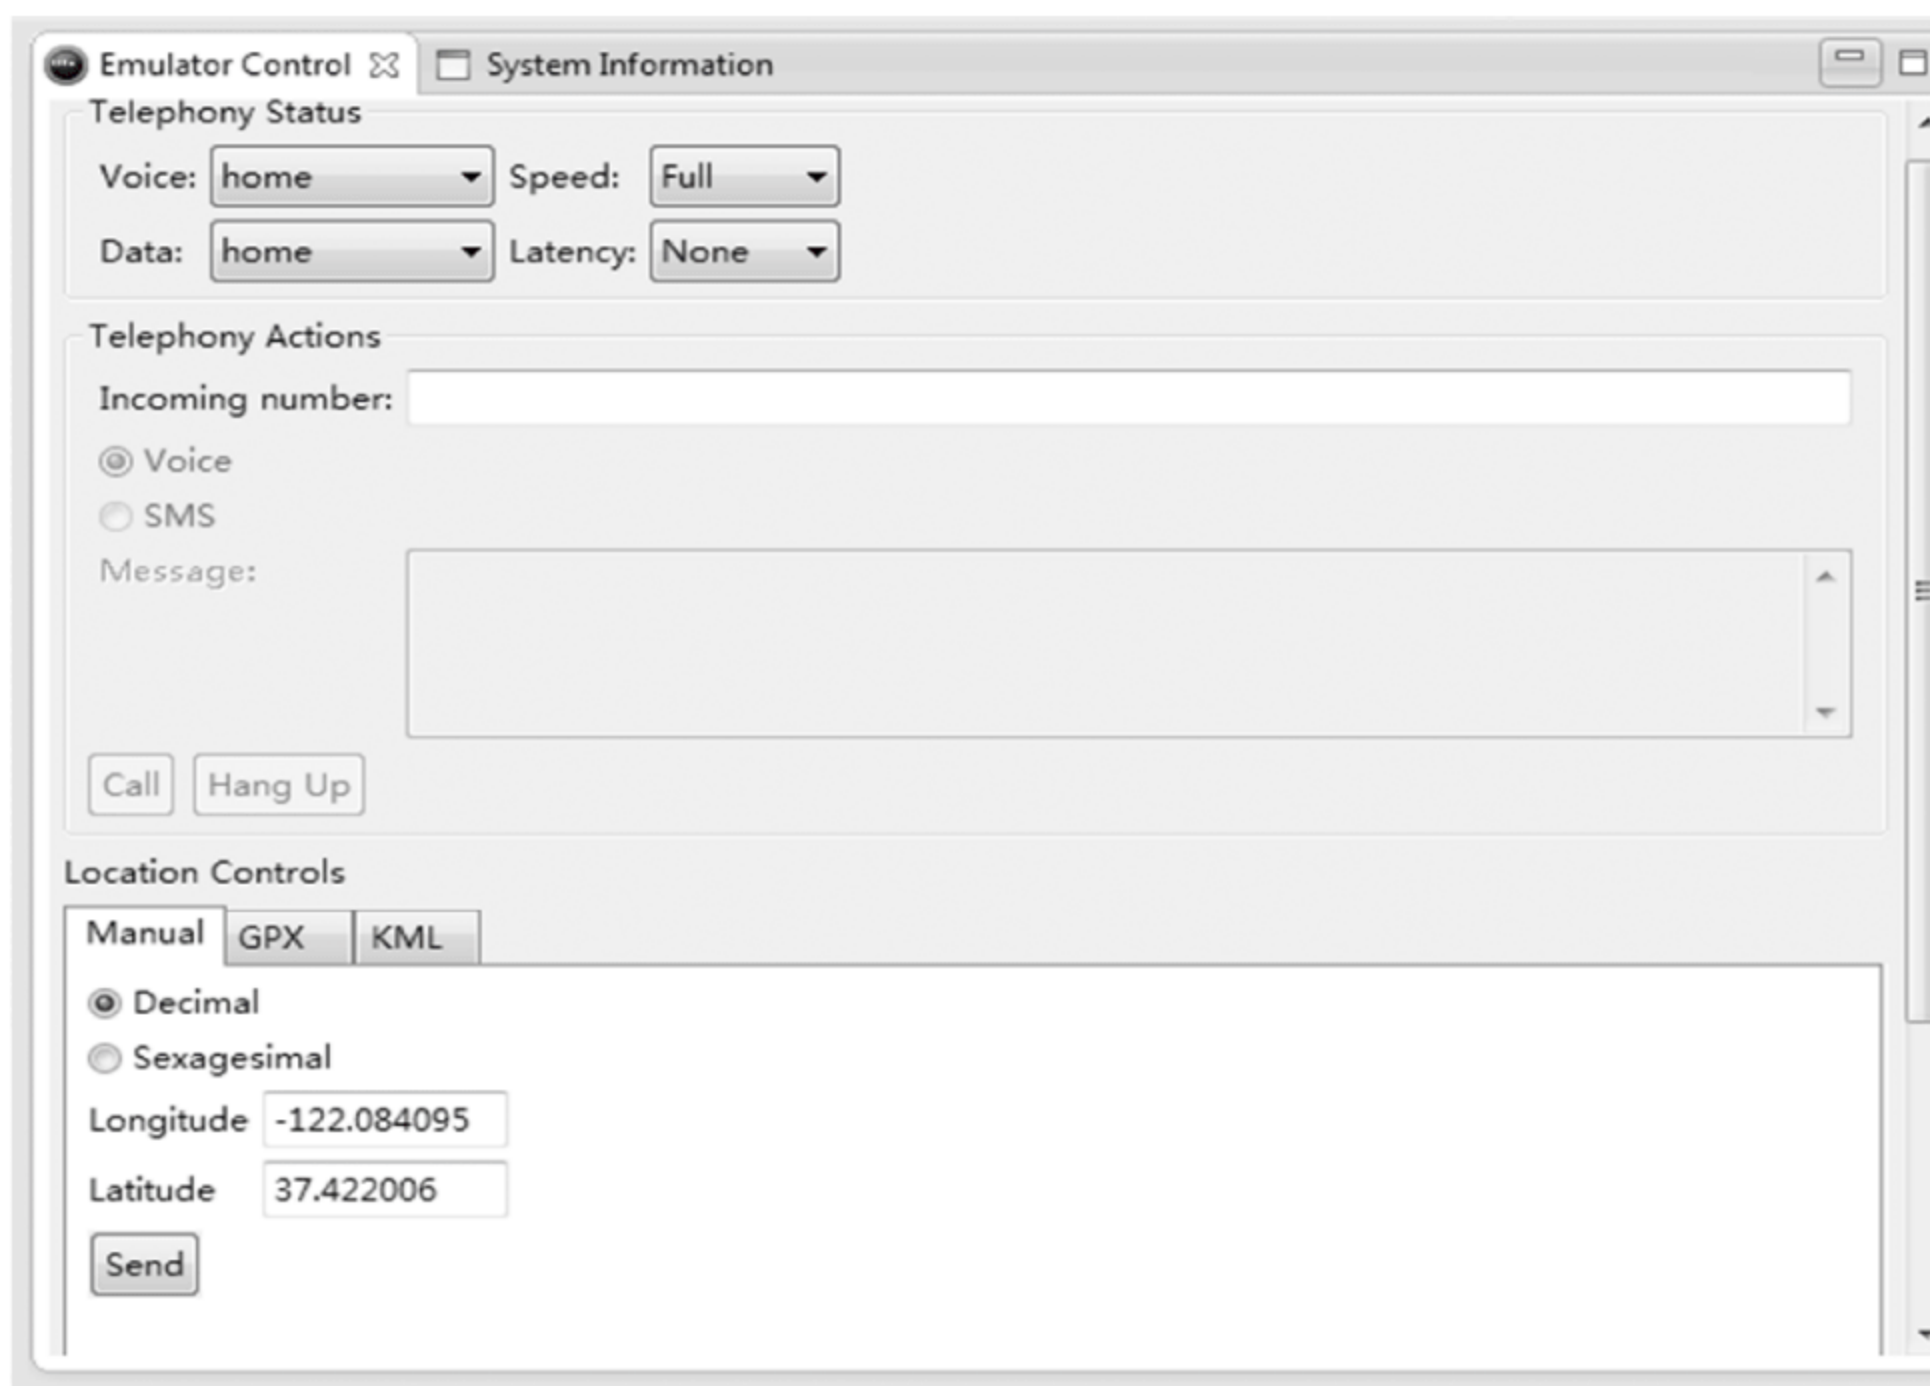 Emulator Control System Information
Telephony Status
Voice: home Speed: Full
Data: home Latency: None
Telephony Actions
Incoming number:
Voice
SMS
Message:
Call Hang Up
Location Controls
Manual GPX KML
Decimal
Sexagesimal
Longitude -122.084095
Latitude 37.422006
Send